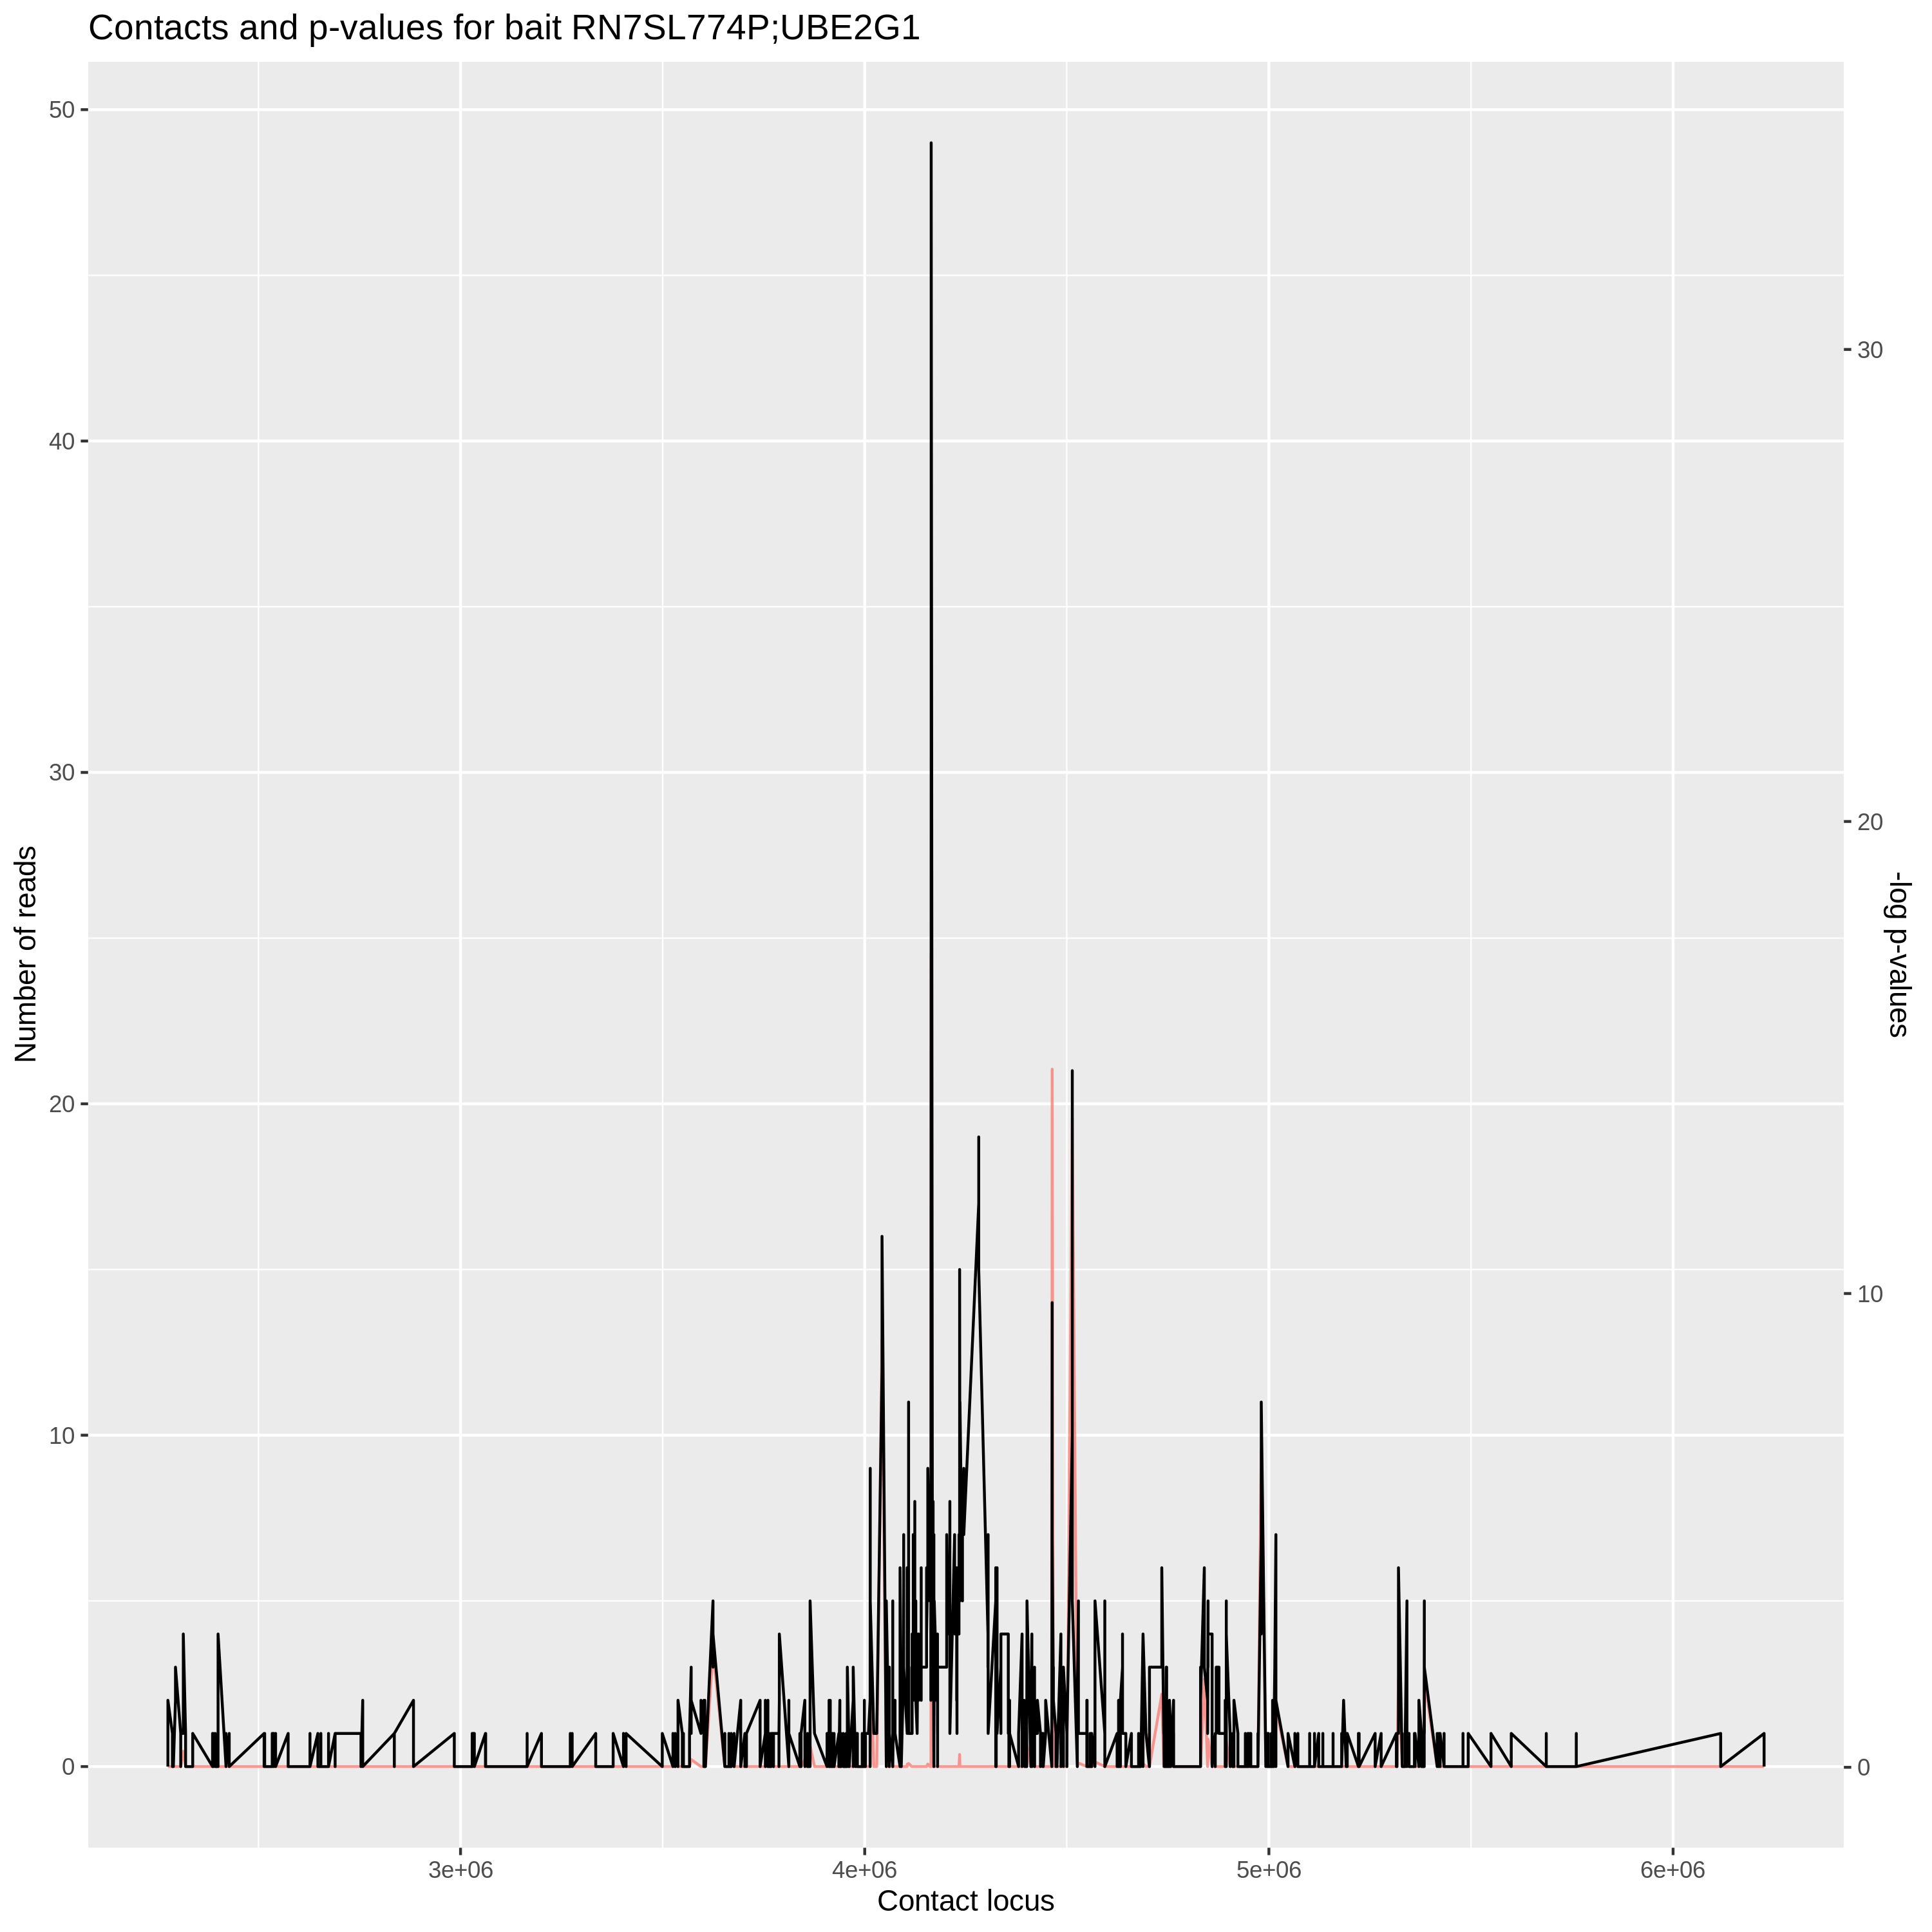 Contacts and p-values for bait RN7SL774P;UBE2G1
50
40
30
20
10
0
Number of reads
30
20
10
0
-log p-values
3e+06
4e+06
5e+06
6e+06
Contact locus